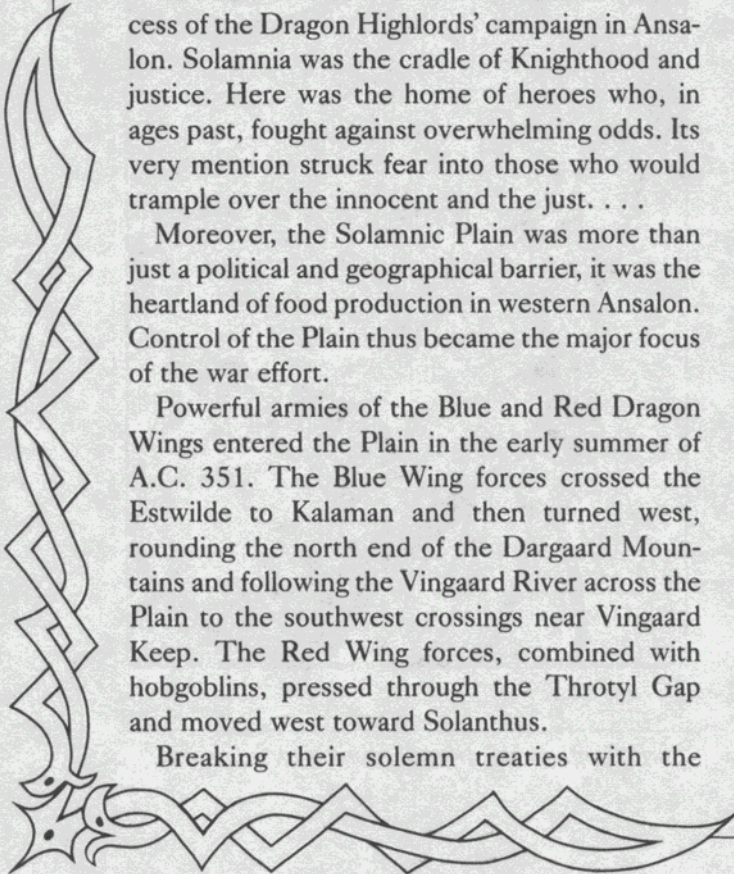 cess of the Dragon Highlords’ campaign in Ansa-
lon. Solamnia was the cradle of Knighthood and
justice. Here was the home of heroes who, in
ages past, fought against overwhelming odds. Its
very mention struck fear into those who would
trample over the innocent and the just. . . .
Moreover, the Solamnic Plain was more than
just a political and geographical barrier, it was the
heartland of food production in western Ansalon.
Control of the Plain thus became the major focus
of the war effort.
Powerful armies of the Blue and Red Dragon
Wings entered the Plain in the early summer of
A.C. 351. The Blue Wing forces crossed the
Estwilde to Kalaman and then turned west,
rounding the north end of the Dargaard Moun-
tains and following the Vingaard River across the
Plain to the southwest crossings near Vingaard
Keep. The Red Wing forces, combined with
hobgoblins, pressed through the Throtyl Gap
and moved west toward Solanthus.
Breaking their solemn treaties with the